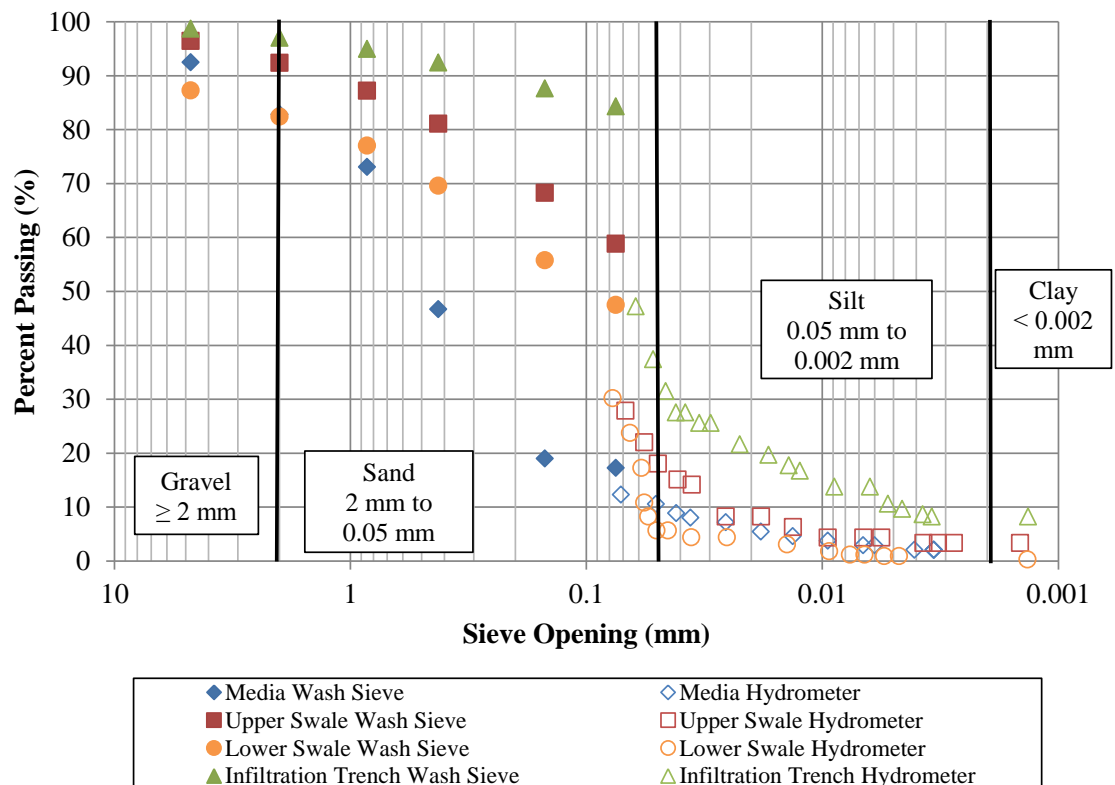 100
90
80
70
60
50
40
30
20
10
0
Percent Passing (%)
Gravel
≥ 2 mm
Sand
2 mm to
0.05 mm
Silt
0.05 mm to
0.002 mm
Clay
< 0.002
mm
10 1 0.1 0.01 0.001
Sieve Opening (mm)
Media Wash Sieve Media Hydrometer
Upper Swale Wash Sieve Upper Swale Hydrometer
Lower Swale Wash Sieve Lower Swale Hydrometer
Infiltration Trench Wash Sieve Infiltration Trench Hydrometer